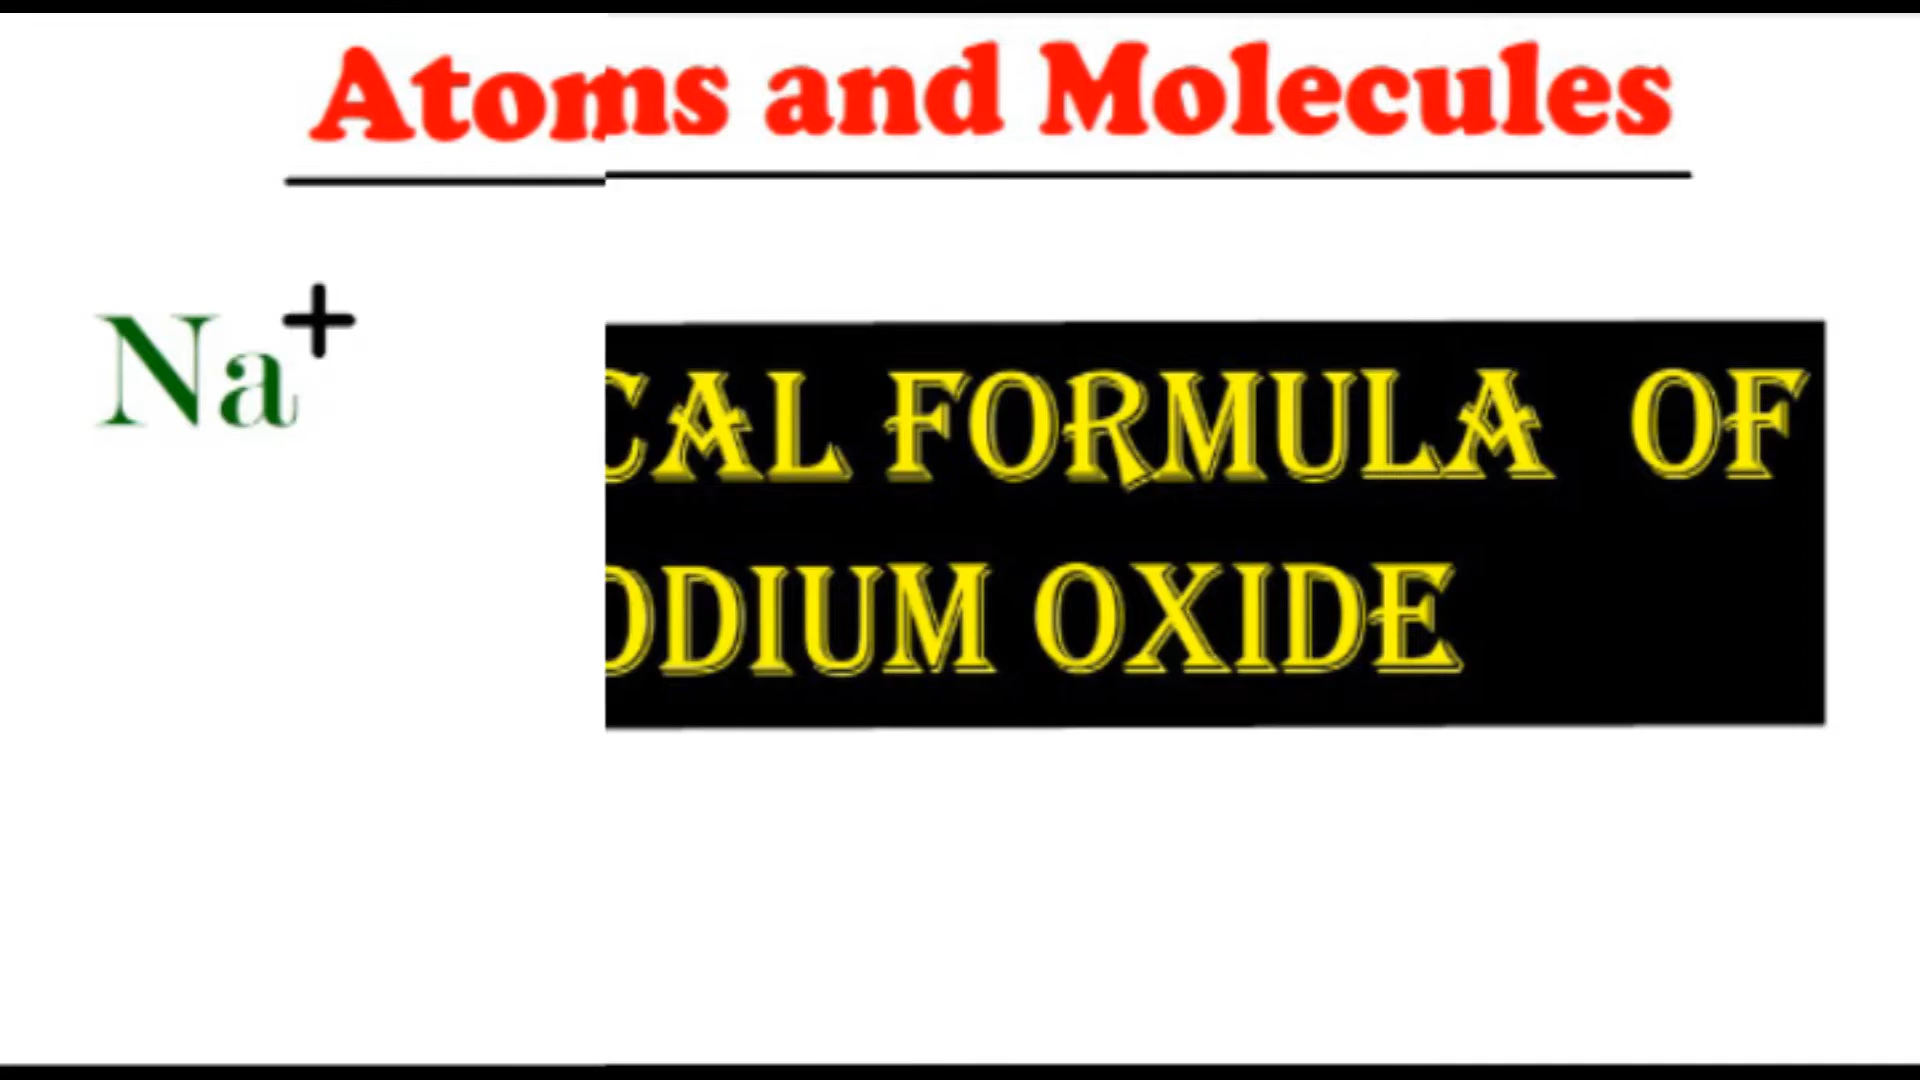 Atoms and Molecules
Na+
CAL FORMULA OF
ODIUM OXIDE